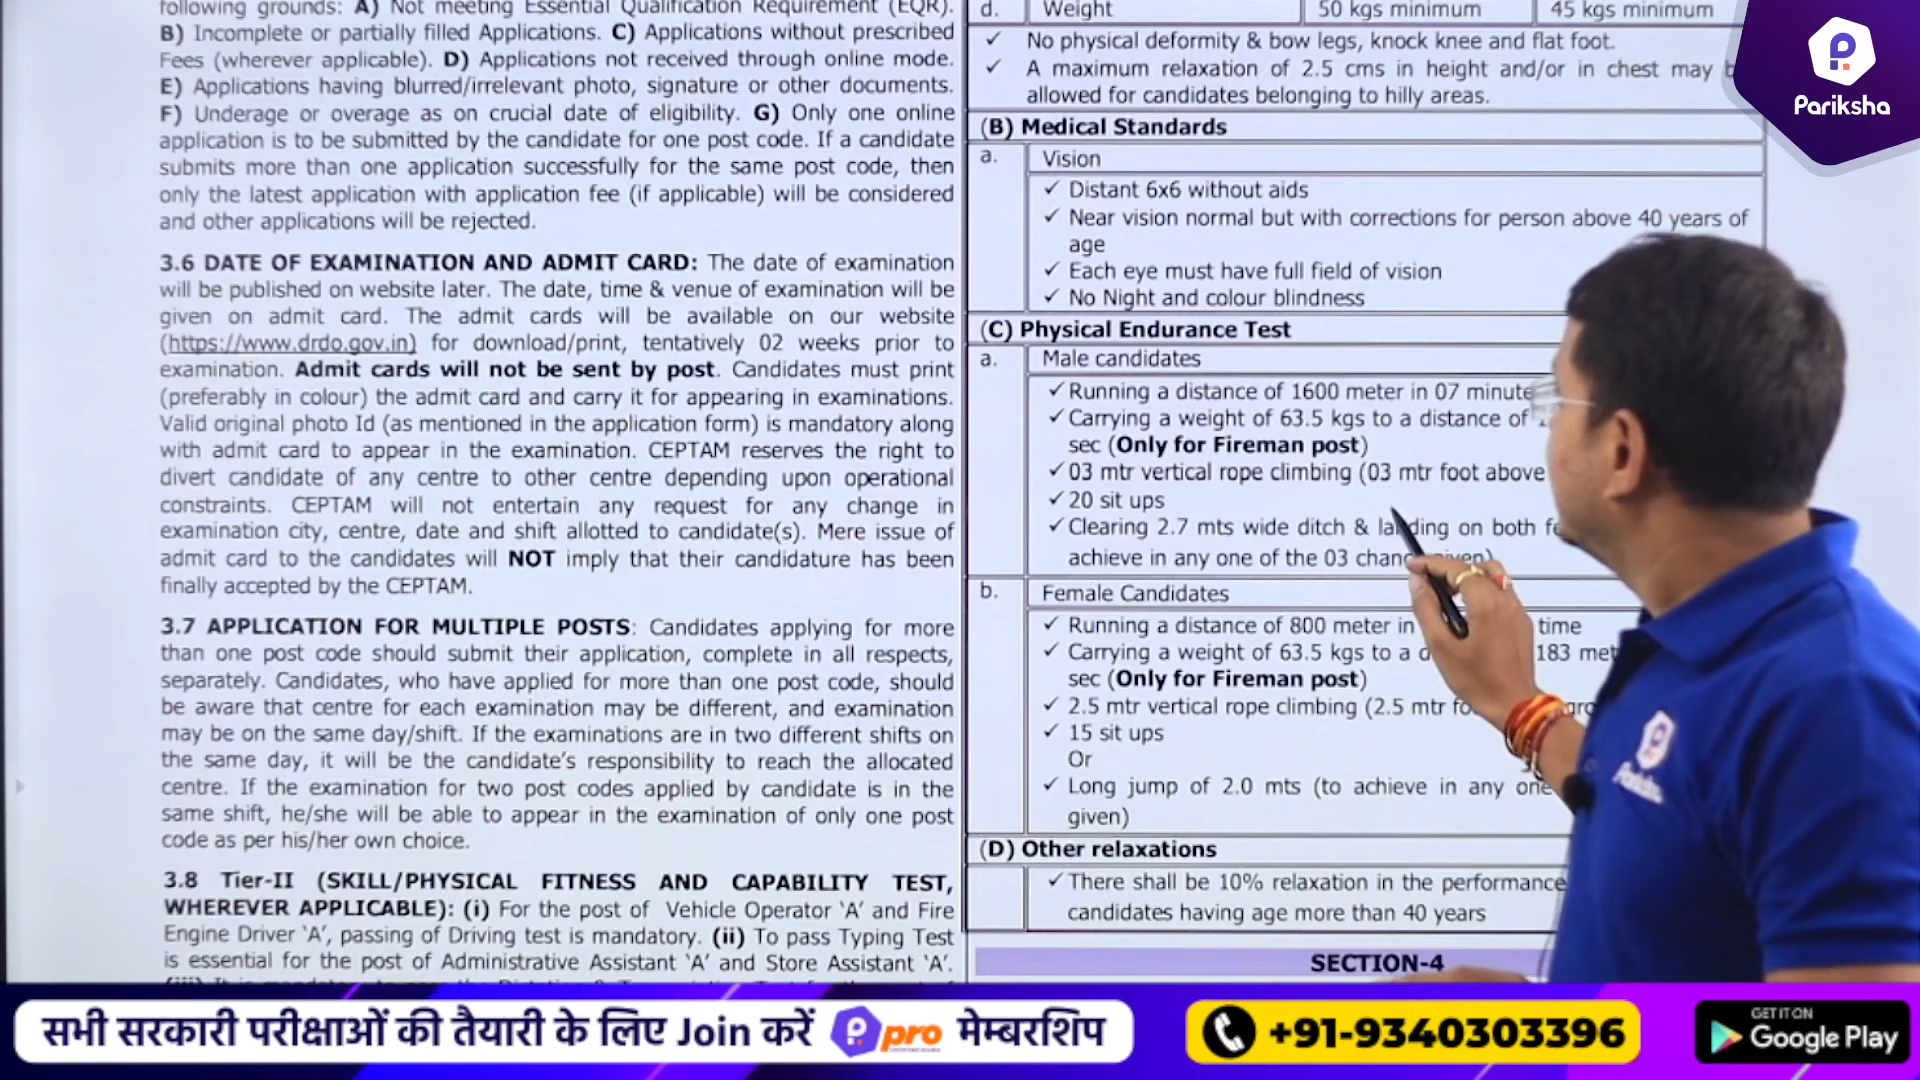 following grounds: A) Not meeting Essential Qualification Requirement (EQR).
B) Incomplete or partially filled Applications. C) Applications without prescribed
Fees (wherever applicable). D) Applications not received through online mode.
E) Applications having blurred/irrelevant photo, signature or other documents.
F) Underage or overage as on crucial date of eligibility. G) Only one online
application is to be submitted by the candidate for one post code. If a candidate
submits more than one application successfully for the same post code, then
only the latest application with application fee (if applicable) will be considered
and other applications will be rejected.
3.6 DATE OF EXAMINATION AND ADMIT CARD: The date of examination
will be published on website later. The date, time & venue of examination will be
given on admit card. The admit cards will be available on our website
(https://www.drdo.gov.in) for download/print, tentatively 02 weeks prior to
examination. Admit cards will not be sent by post. Candidates must print
(preferably in colour) the admit card and carry it for appearing in examinations.
Valid original photo Id (as mentioned in the application form) is mandatory along
with admit card to appear in the examination. CEPTAM reserves the right to
divert candidate of any centre to other centre depending upon operational
constraints. CEPTAM will not entertain any request for any change in
examination city, centre, date and shift allotted to candidate(s). Mere issue of
admit card to the candidates will NOT imply that their candidature has been
finally accepted by the CEPTAM.
3.7 APPLICATION FOR MULTIPLE POSTS: Candidates applying for more
than one post code should submit their application, complete in all respects,
separately. Candidates, who have applied for more than one post code, should
be aware that centre for each examination may be different, and examination
may be on the same day/shift. If the examinations are in two different shifts on
the same day, it will be the candidate's responsibility to reach the allocated
centre. If the examination for two post codes applied by candidate is in the
same shift, he/she will be able to appear in the examination of only one post
code as per his/her own choice.
3.8 Tier-II (SKILL/PHYSICAL FITNESS AND CAPABILITY TEST,
WHEREVER APPLICABLE): (i) For the post of Vehicle Operator 'A' and Fire
Engine Driver 'A', passing of Driving test is mandatory. (ii) To pass Typing Test
is essential for the post of Administrative Assistant 'A' and Store Assistant 'A'.
d. Weight 50 kgs minimum 45 kgs minimum
✓ No physical deformity & bow legs, knock knee and flat foot.
✓ A maximum relaxation of 2.5 cms in height and/or in chest may
allowed for candidates belonging to hilly areas.
(B) Medical Standards
a. Vision
✓ Distant 6x6 without aids
✓ Near vision normal but with corrections for person above 40 years of
age
✓ Each eye must have full field of vision
✓ No Night and colour blindness
(C) Physical Endurance Test
a. Male candidates
✓ Running a distance of 1600 meter in 07 minute
✓ Carrying a weight of 63.5 kgs to a distance of
sec (Only for Fireman post)
✓ 03 mtr vertical rope climbing (03 mtr foot above
✓ 20 sit ups
✓ Clearing 2.7 mts wide ditch & landing on both
achieve in any one of the 03 given)
b. Female Candidates
✓ Running a distance of 800 meter in time
✓ Carrying a weight of 63.5 kgs to a 183
sec (Only for Fireman post)
✓ 2.5 mtr vertical rope climbing (2.5 mtr
✓ 15 sit ups
Or
✓ Long jump of 2.0 mts (to achieve in any one
given)
(D) Other relaxations
✓ There shall be 10% relaxation in the performance
candidates having age more than 40 years
SECTION-4
Pariksha
Pariksha
सभी सरकारी परीक्षाओं की तैयारी के लिए Join करें pro मेम्बरशिप
+91-9340303396
GET IT ON
Google Play